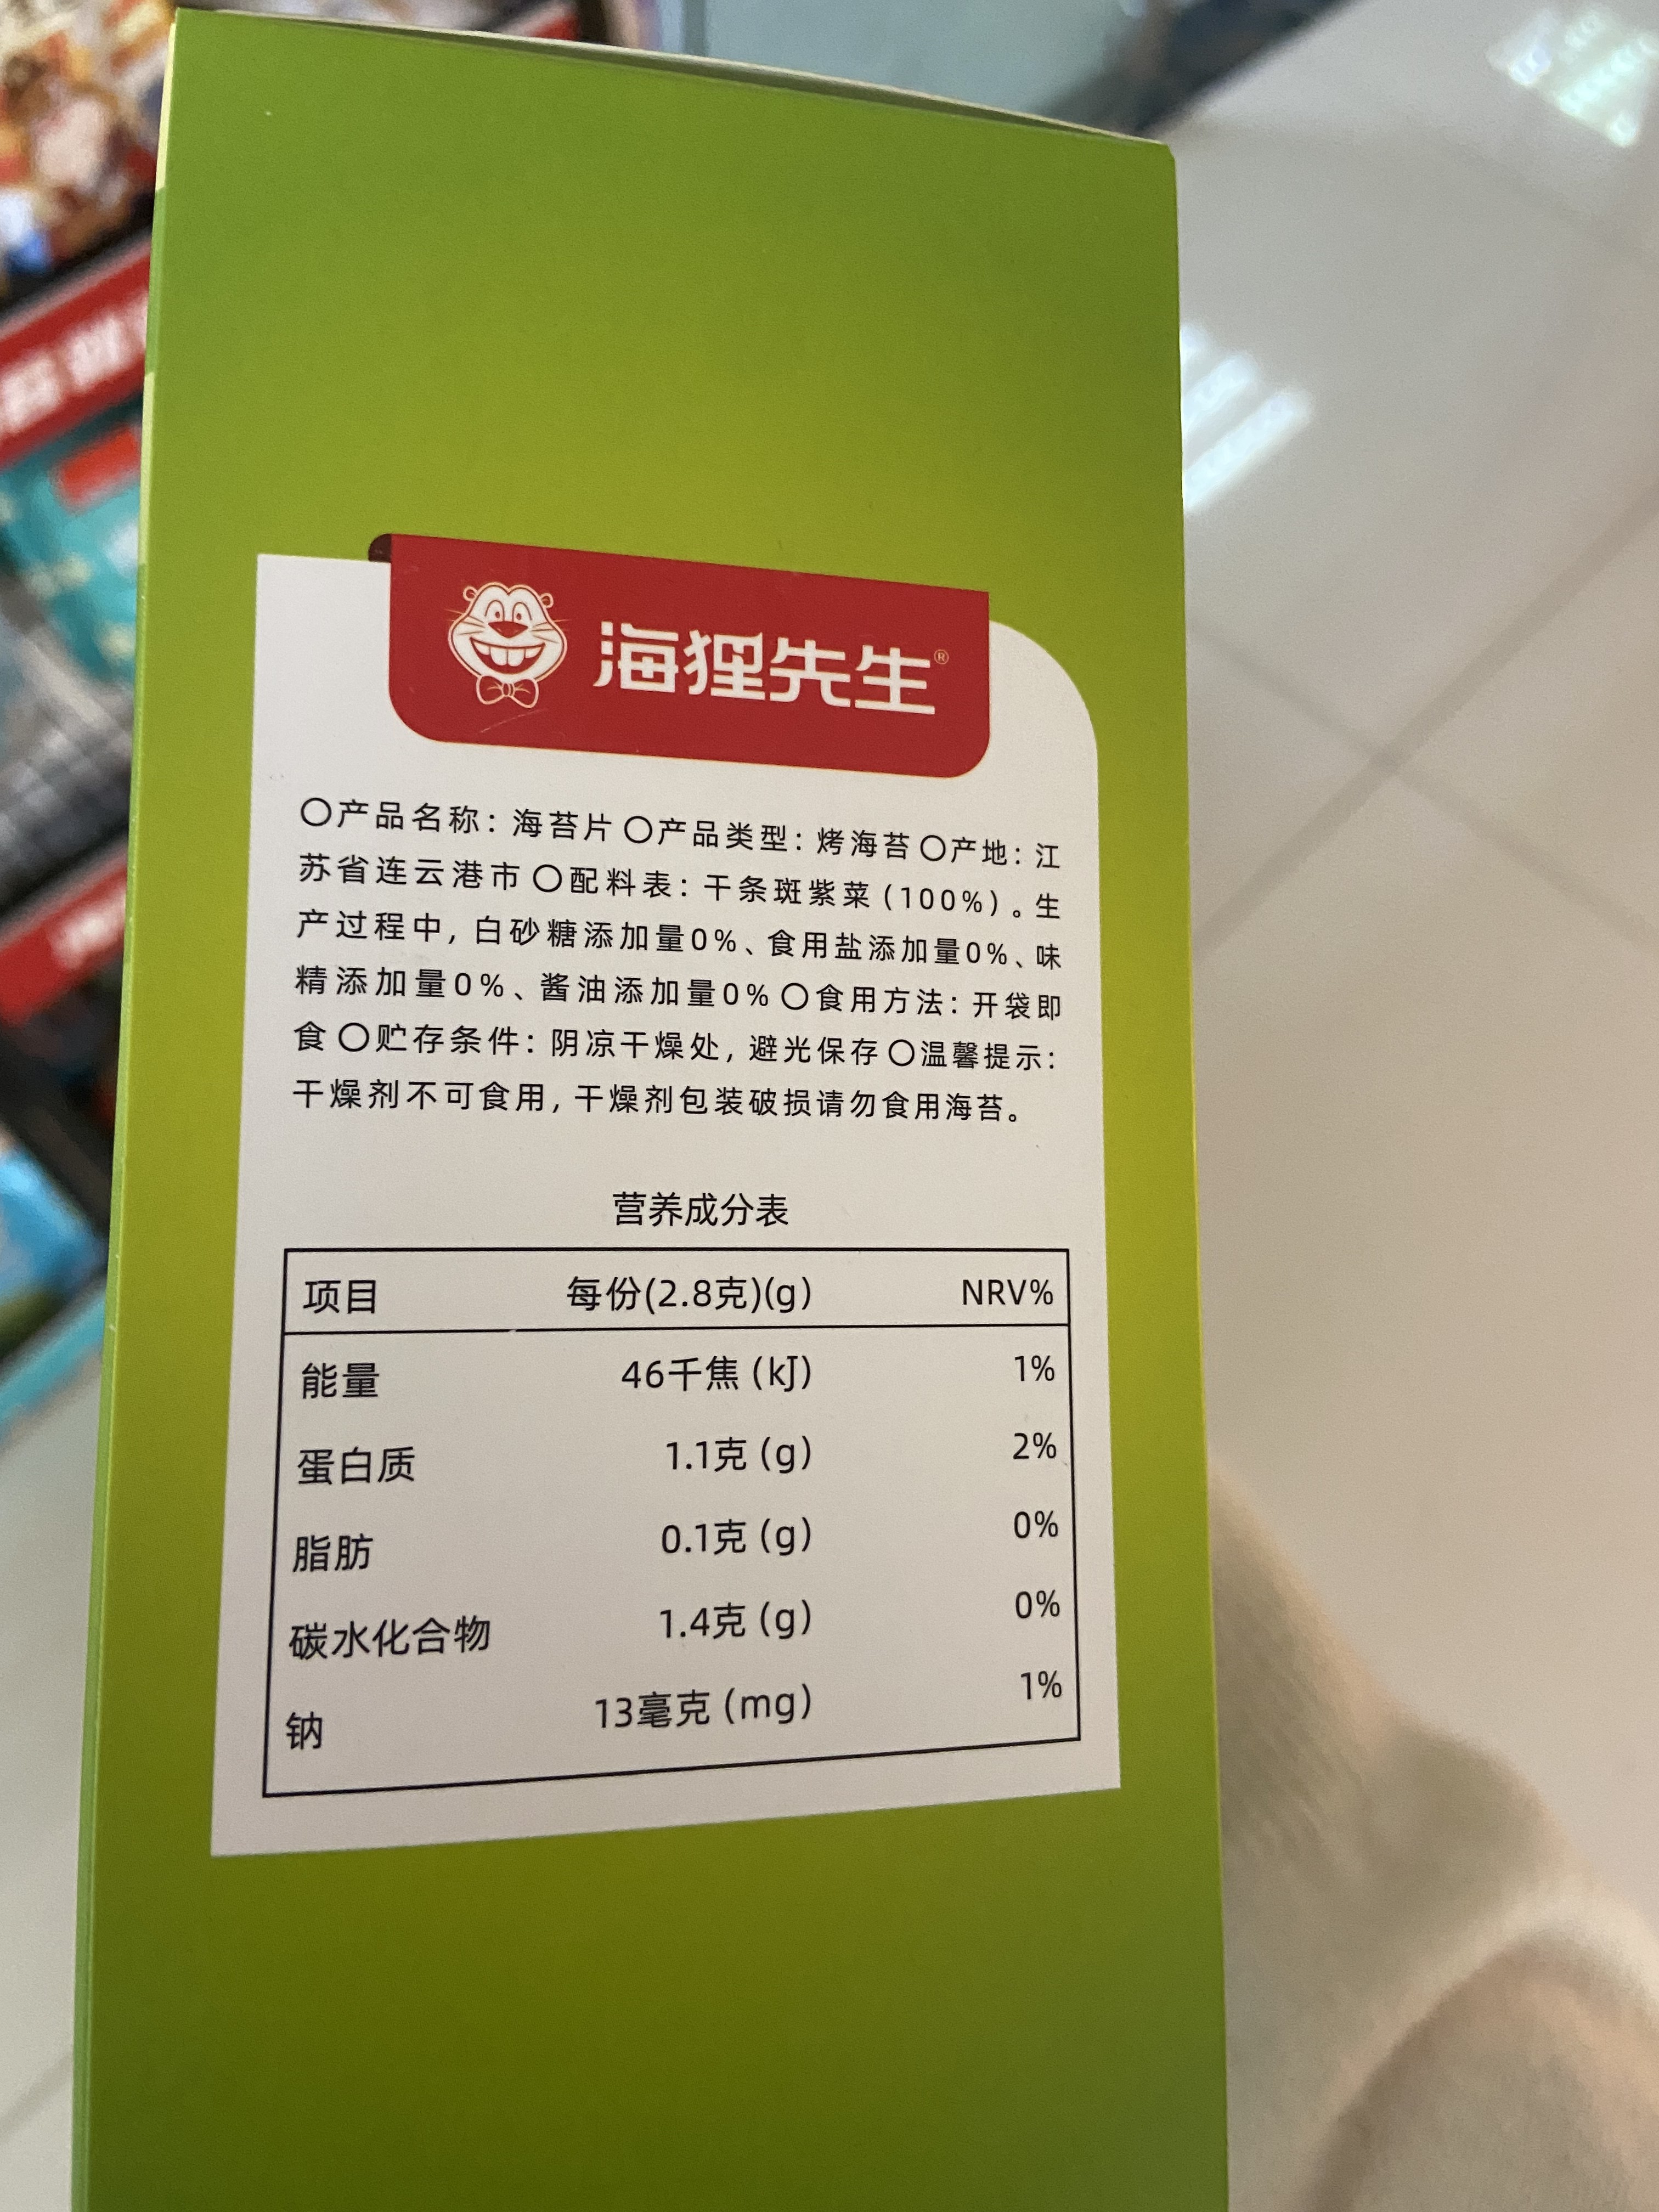 海狸先生®
○产品名称：海苔片 ○产品类型：烤海苔 ○产地：江
苏省连云港市 ○配料表：干条斑紫菜（100%）。生
产过程中，白砂糖添加量0%、食用盐添加量0%、味
精添加量0%、酱油添加量0% ○食用方法：开袋即
食 ○贮存条件：阴凉干燥处，避光保存 ○温馨提示：
干燥剂不可食用，干燥剂包装破损请勿食用海苔。
营养成分表
项目 每份(2.8克)(g) NRV%
能量 46千焦 (kJ) 1%
蛋白质 1.1克 (g) 2%
脂肪 0.1克 (g) 0%
碳水化合物 1.4克 (g) 0%
钠 13毫克 (mg) 1%